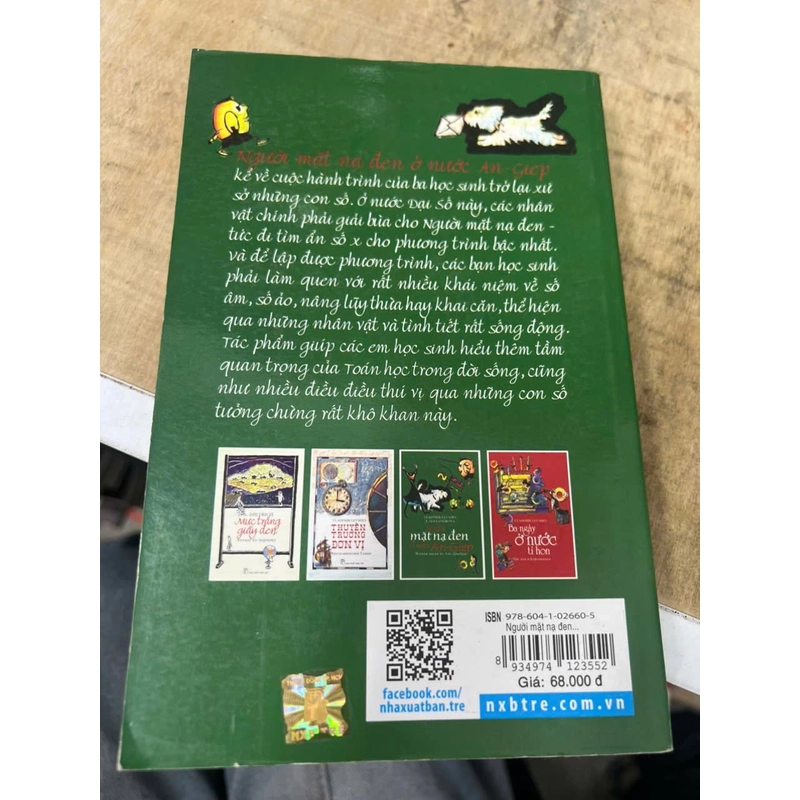 Người mặt nạ đen ở nước An-Giep
kể về cuộc hành trình của ba học sinh trở lại xứ
sở những con số. Ở nước Đại Số này, các nhân
vật chính phải giải bùa cho Người mặt nạ đen -
tức đi tìm ẩn số x cho phương trình bậc nhất.
Và để lập được phương trình, các bạn học sinh
phải làm quen với rất nhiều khái niệm về số
âm, số ảo, nâng lũy thừa hay khai căn, thể hiện
qua những nhân vật và tình tiết rất sống động.
Tác phẩm giúp các em học sinh hiểu thêm tầm
quan trọng của Toán học trong đời sống, cũng
như nhiều điều điều thui vị qua những con số
tưởng chừng rất khô khan này.
Mực trắng
giấy đen
THUYỀN
TRƯỞNG
ĐƠN VỊ
mặt nạ đen
An-Giep
Ba ngày
ở nước
tí hon
facebook.com/
nhaxuatban.tre
ISBN 978-604-1-02660-5
Người mặt nạ đen...
8 934974 123552
Giá: 68.000 đ
nxbtre.com.vn